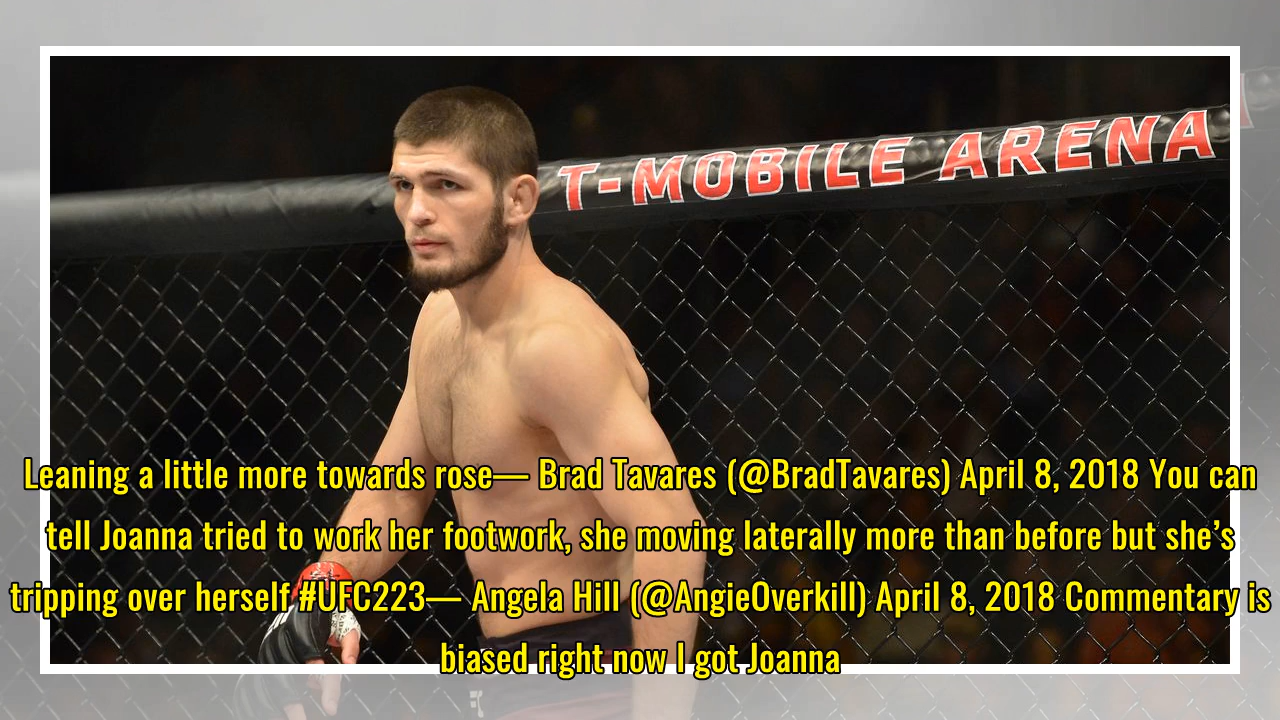 T-MOBILE ARENA
Leaning a little more towards rose— Brad Tavares (@BradTavares) April 8, 2018 You can
tell Joanna tried to work her footwork, she moving laterally more than before but she’s
tripping over herself #UFC223— Angela Hill (@AngieOverkill) April 8, 2018 Commentary is
biased right now I got Joanna